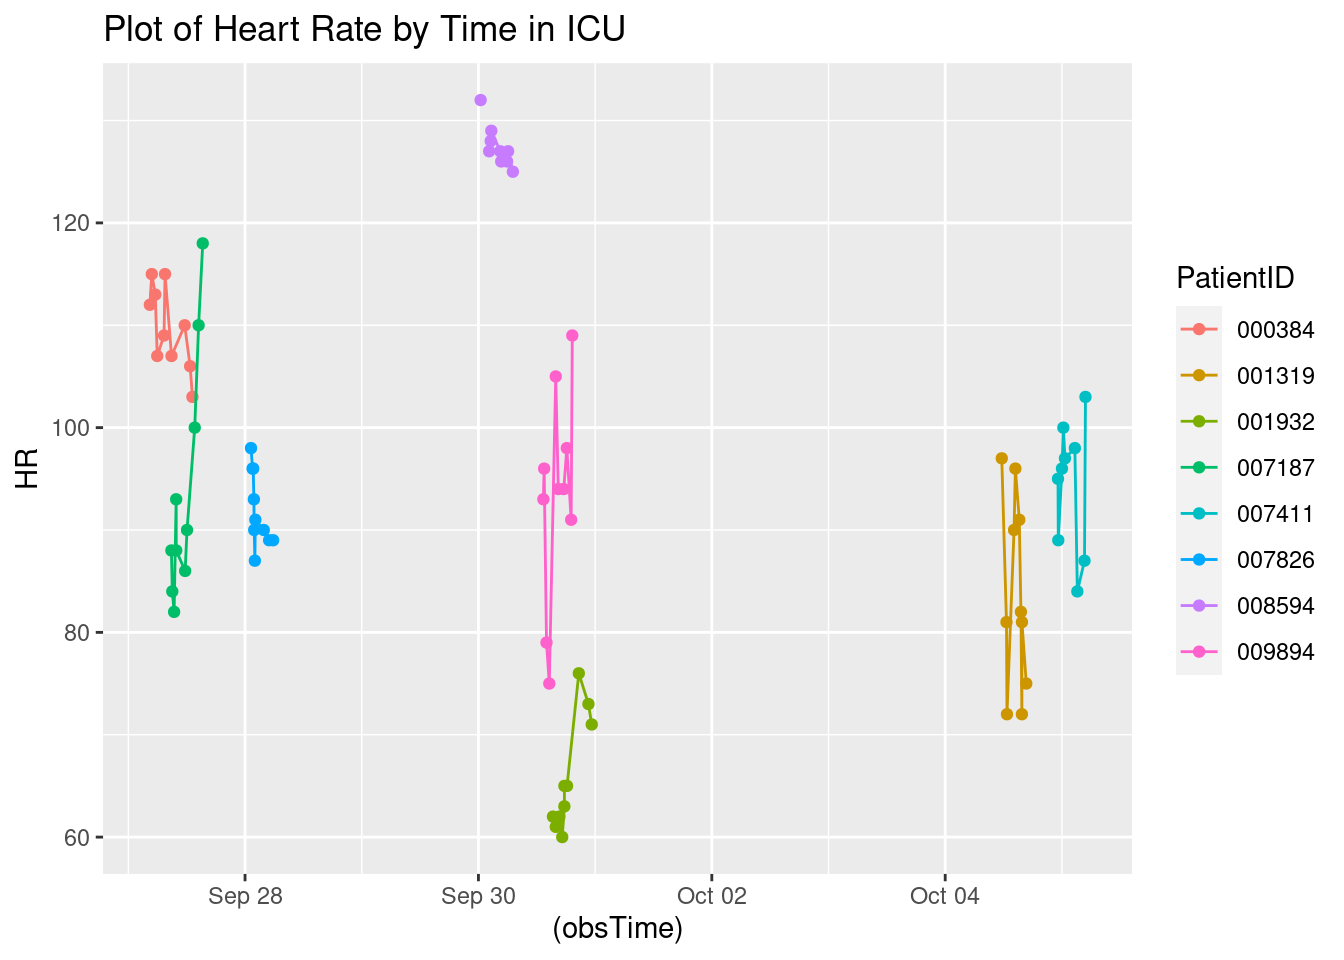 Plot of Heart Rate by Time in ICU
HR
120
100
80
60
Sep 28
Sep 30
Oct 02
Oct 04
(obsTime)
PatientID
000384
001319
001932
007187
007411
007826
008594
009894